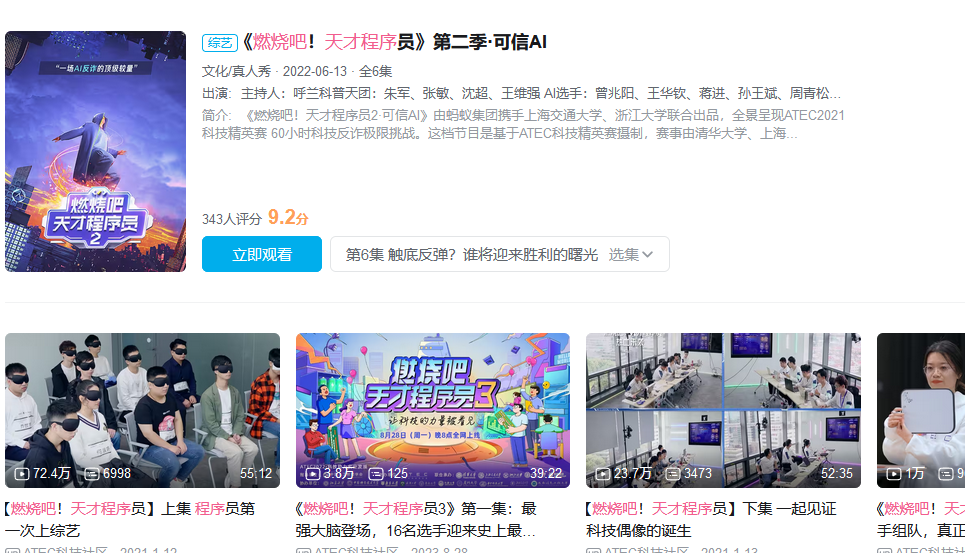 综艺《燃烧吧！天才程序员》第二季·可信AI
文化/真人秀 · 2022-06-13 · 全6集
出演： 主持人：呼兰科普天团：朱军、张敏、沈超、王维强 AI选手：曾兆阳、王华钦、蒋进、孙王斌、周青松...
简介: 《燃烧吧！天才程序员2·可信AI》由蚂蚁集团携手上海交通大学、浙江大学联合出品，全景呈现ATEC2021
科技精英赛 60小时科技反诈极限挑战。这档节目是基于ATEC科技精英赛摄制，赛事由清华大学、上海...
343人评分 9.2分
立即观看 第6集 触底反弹？谁将迎来胜利的曙光 选集
“一场AI反诈的顶级较量”
燃烧吧
天才程序员
2
72.4万 6998 55:12
【燃烧吧！天才程序员】上集 程序员第
一次上综艺
ATEC科技社区 · 2021-1-12
燃烧吧
天才程序员3
让科技的力量被看见
8月28日（周一）晚8点全网上线
3.8万 125 39:22
《燃烧吧！天才程序员3》第一集：最
强大脑登场，16名选手迎来史上最...
ATEC科技社区 · 2023-8-28
23.7万 3473 52:35
【燃烧吧！天才程序员】下集 一起见证
科技偶像的诞生
ATEC科技社区 · 2021-1-13
1万 9
《燃烧吧！天才
手组队，真正
ATEC科技社区